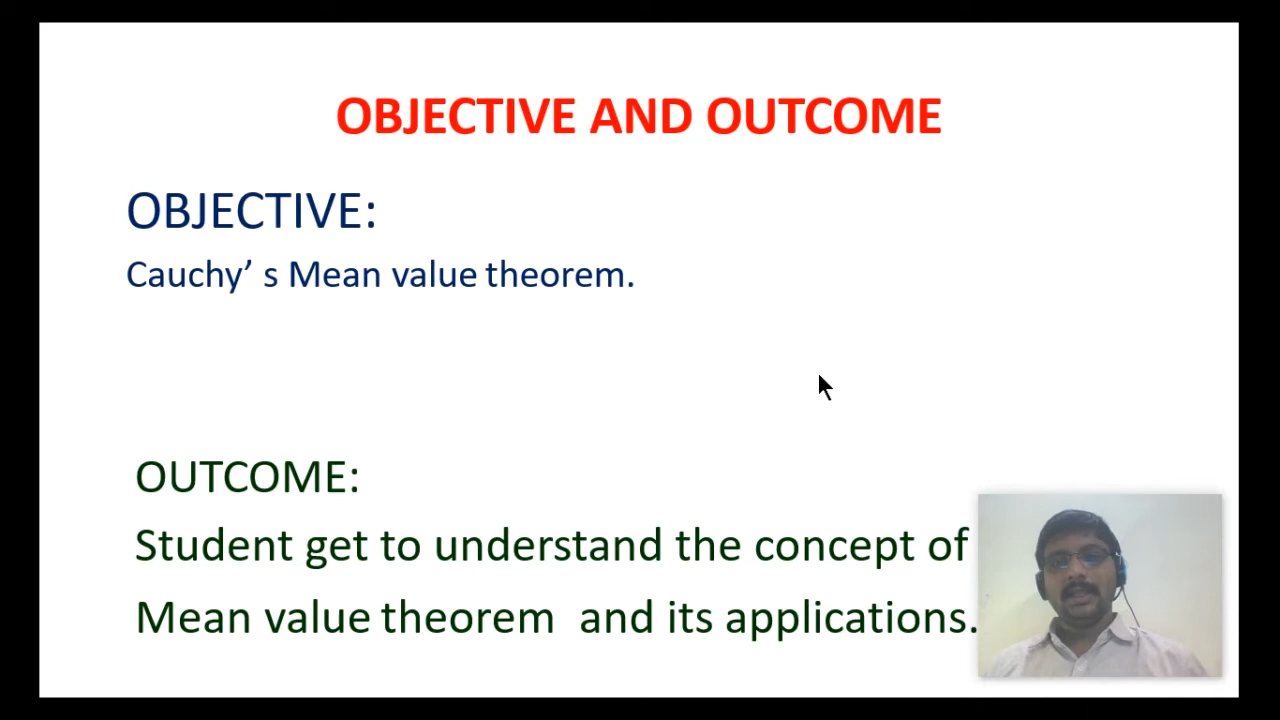 OBJECTIVE AND OUTCOME
OBJECTIVE:
Cauchy’ s Mean value theorem.
OUTCOME:
Student get to understand the concept of
Mean value theorem  and its applications.